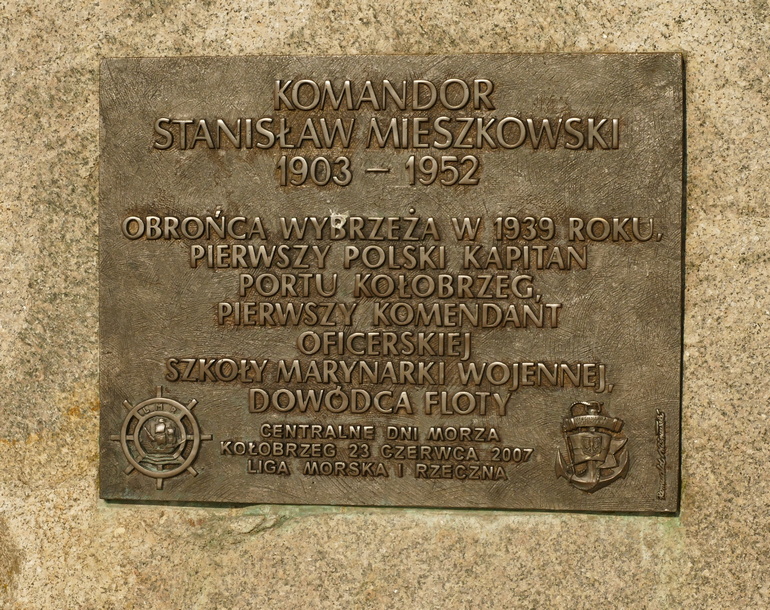 KOMANDOR
STANISŁAW MIESZKOWSKI
1903 – 1952
OBROŃCA WYBRZEŻA W 1939 ROKU,
PIERWSZY POLSKI KAPITAN
PORTU KOŁOBRZEG,
PIERWSZY KOMENDANT
OFICERSKIEJ
SZKOŁY MARYNARKI WOJENNEJ,
DOWÓDCA FLOTY
CENTRALNE DNI MORZA
KOŁOBRZEG 23 CZERWCA 2007
LIGA MORSKA I RZECZNA